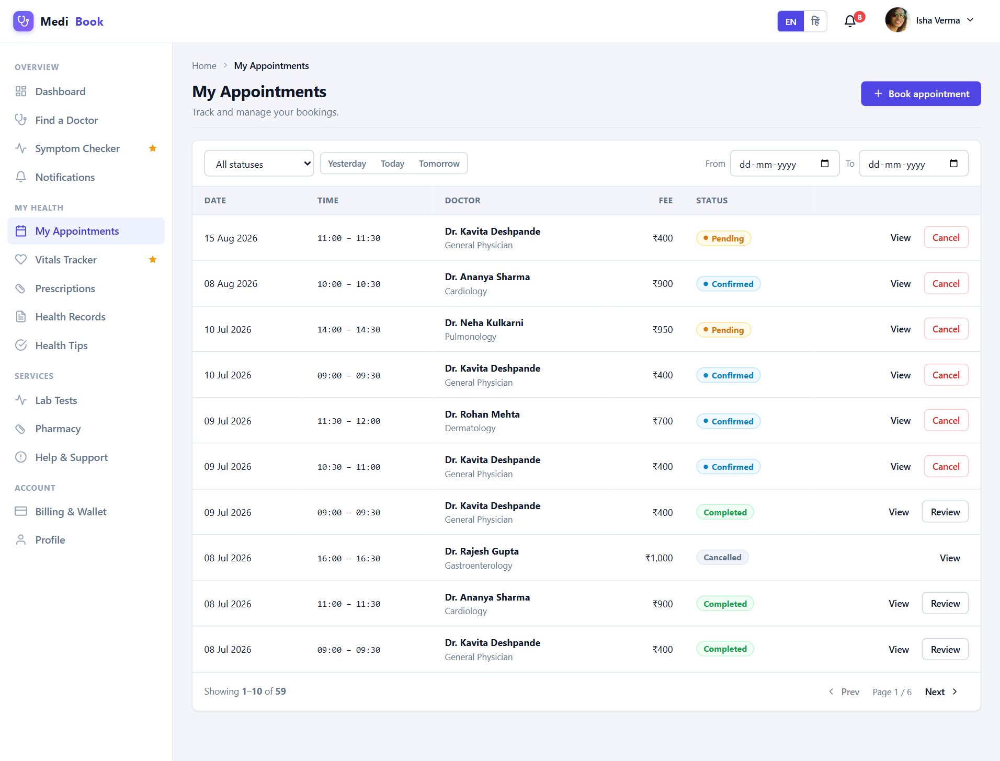 Medi Book
EN हिं 8 Isha Verma
OVERVIEW
Dashboard
Find a Doctor
Symptom Checker
Notifications
MY HEALTH
My Appointments
Vitals Tracker
Prescriptions
Health Records
Health Tips
SERVICES
Lab Tests
Pharmacy
Help & Support
ACCOUNT
Billing & Wallet
Profile
Home > My Appointments
My Appointments
Track and manage your bookings.
+ Book appointment
All statuses Yesterday Today Tomorrow From dd-mm-yyyy To dd-mm-yyyy
DATE TIME DOCTOR FEE STATUS
15 Aug 2026 11:00 – 11:30 Dr. Kavita Deshpande ₹400 Pending View Cancel
General Physician
08 Aug 2026 10:00 – 10:30 Dr. Ananya Sharma ₹900 Confirmed View Cancel
Cardiology
10 Jul 2026 14:00 – 14:30 Dr. Neha Kulkarni ₹950 Pending View Cancel
Pulmonology
10 Jul 2026 09:00 – 09:30 Dr. Kavita Deshpande ₹400 Confirmed View Cancel
General Physician
09 Jul 2026 11:30 – 12:00 Dr. Rohan Mehta ₹700 Confirmed View Cancel
Dermatology
09 Jul 2026 10:30 – 11:00 Dr. Kavita Deshpande ₹400 Confirmed View Cancel
General Physician
09 Jul 2026 09:00 – 09:30 Dr. Kavita Deshpande ₹400 Completed View Review
General Physician
08 Jul 2026 16:00 – 16:30 Dr. Rajesh Gupta ₹1,000 Cancelled View
Gastroenterology
08 Jul 2026 11:00 – 11:30 Dr. Ananya Sharma ₹900 Completed View Review
Cardiology
08 Jul 2026 09:00 – 09:30 Dr. Kavita Deshpande ₹400 Completed View Review
General Physician
Showing 1–10 of 59 Prev Page 1 / 6 Next